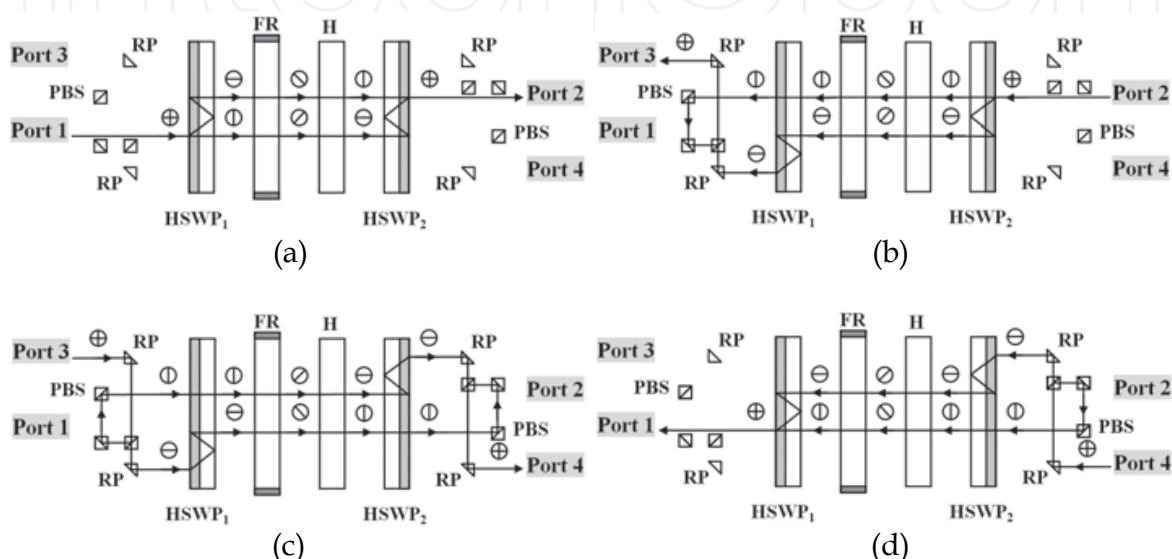 FR H
Port 3 RP
PBS
Port 1 Port 2
PBS
RP Port 4
HSWP₁ HSWP₂
(a)
FR H
Port 3 RP RP
PBS Port 2
Port 1 PBS
RP RP Port 4
HSWP₁ HSWP₂
(b)
FR H
Port 3 RP RP
PBS Port 2
Port 1 PBS
RP RP Port 4
HSWP₁ HSWP₂
(c)
FR H
Port 3 RP RP
PBS Port 2
Port 1 PBS
RP RP Port 4
HSWP₁ HSWP₂
(d)